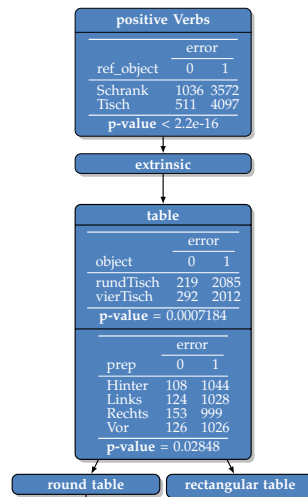 positive Verbs
error
ref_object 0 1
Schrank 1036 3572
Tisch 511 4097
p-value < 2.2e-16
extrinsic
table
error
object 0 1
rundTisch 219 2085
vierTisch 292 2012
p-value = 0.0007184
error
prep 0 1
Hinter 108 1044
Links 124 1028
Rechts 153 999
Vor 126 1026
p-value = 0.02848
round table rectangular table